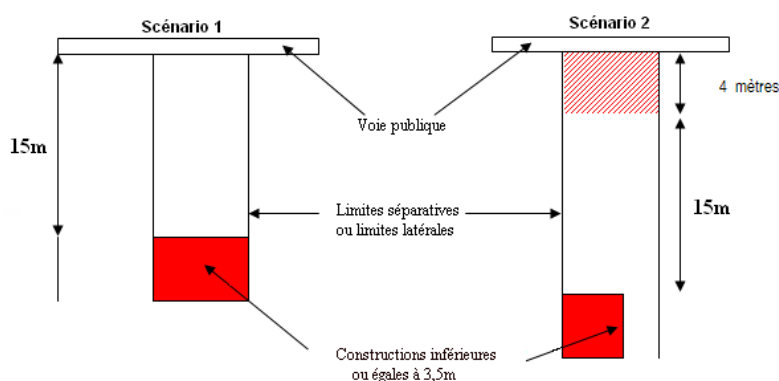 Scénario 1
Scénario 2
4 mètres
Voie publique
15m
15m
Limites séparatives
ou limites latérales
Constructions inférieures
ou égales à 3,5m